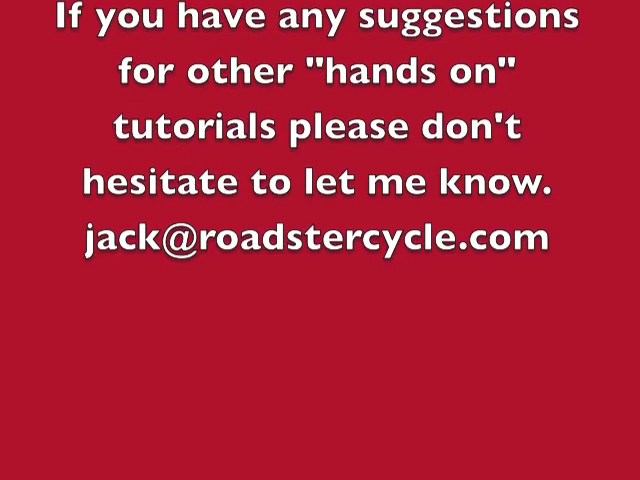 If you have any suggestions
for other "hands on"
tutorials please don't
hesitate to let me know.
jack@roadstercycle.com